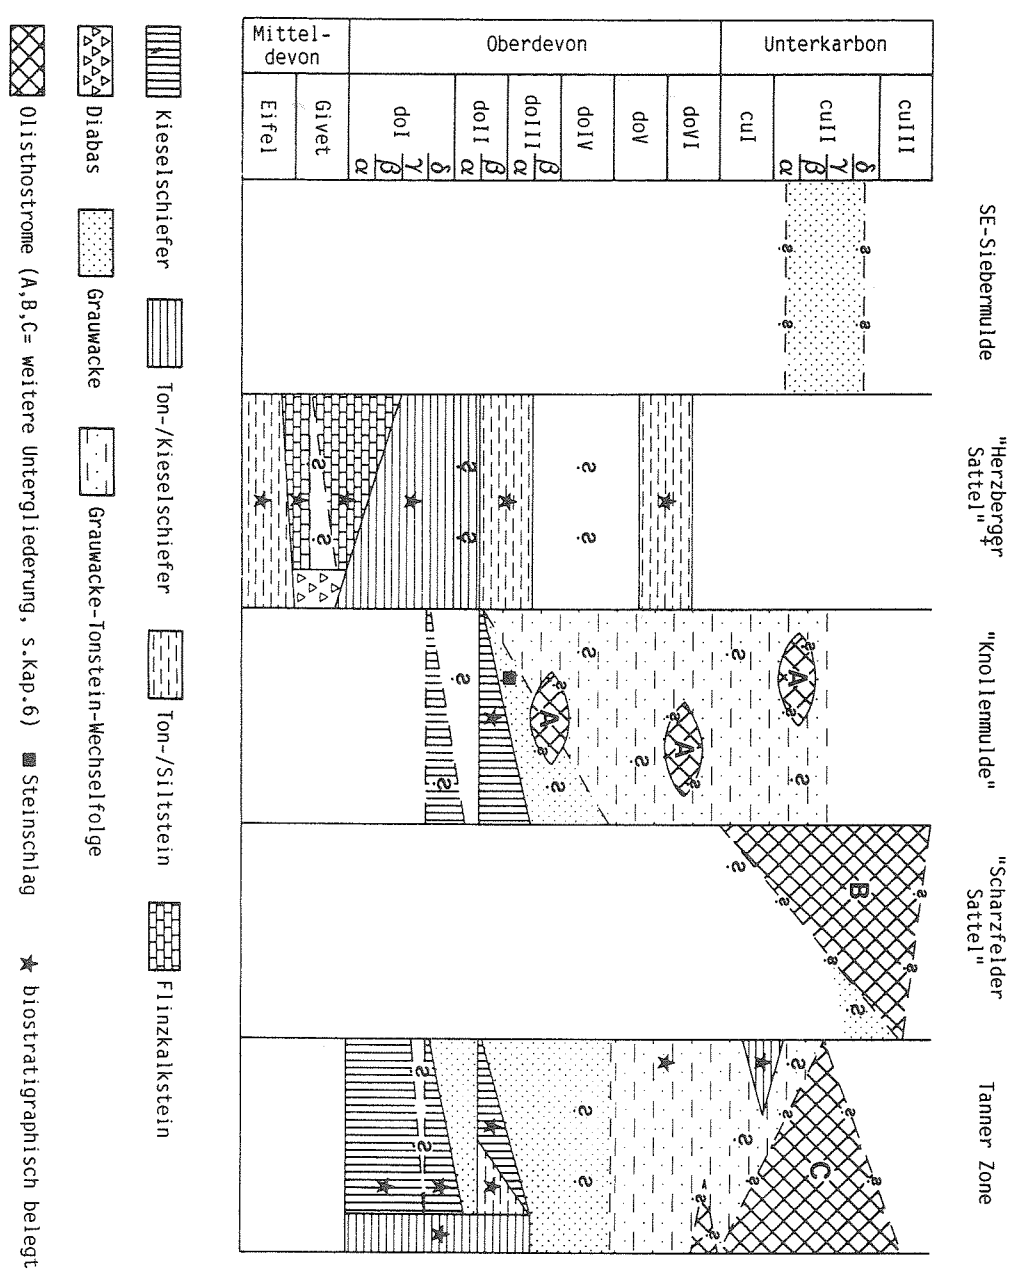 Mittel-
devon
Oberdevon
Unterkarbon
Eifel
Givet
doI
α
β
γ
δ
doII
α
β
doIII
α
β
doIV
doV
doVI
cuI
cuII
α
β
γ
δ
cuIII
SE-Siebermulde
"Herzberger
Sattel"+
"Knollenmulde"
"Scharzfelder
Sattel"
Tanner Zone
s
s
s
s
?
?
?
?
?
?
?
?
?
?
?
?
?
?
A
A
A
B
C
Kieselschiefer
Ton-/Kieselschiefer
Ton-/Siltstein
Flinzkalkstein
Diabas
Grauwacke
Grauwacke-Tonstein-Wechselfolge
Olisthostrome (A,B,C= weitere Untergliederung, s.Kap.6)
Steinschlag
biostratigraphisch belegt